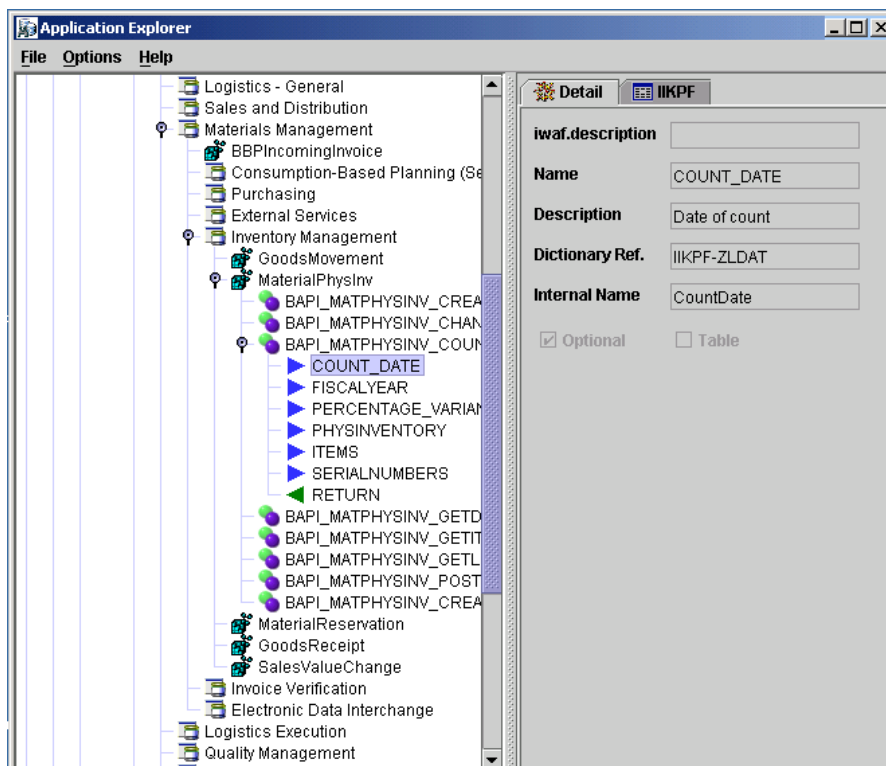 Application Explorer
File Options Help
Logistics - General
Sales and Distribution
Materials Management
BBPIncomingInvoice
Consumption-Based Planning (Se
Purchasing
External Services
Inventory Management
GoodsMovement
MaterialPhysInv
BAPI_MATPHYSINV_CREA
BAPI_MATPHYSINV_CHAN
BAPI_MATPHYSINV_COUN
COUNT_DATE
FISCALYEAR
PERCENTAGE_VARIAN
PHYSINVENTORY
ITEMS
SERIALNUMBERS
RETURN
BAPI_MATPHYSINV_GETD
BAPI_MATPHYSINV_GETIT
BAPI_MATPHYSINV_GETL
BAPI_MATPHYSINV_POST
BAPI_MATPHYSINV_CREA
MaterialReservation
GoodsReceipt
SalesValueChange
Invoice Verification
Electronic Data Interchange
Logistics Execution
Quality Management
Detail IIKPF
iwaf.description
Name COUNT_DATE
Description Date of count
Dictionary Ref. IIKPF-ZLDAT
Internal Name CountDate
Optional Table